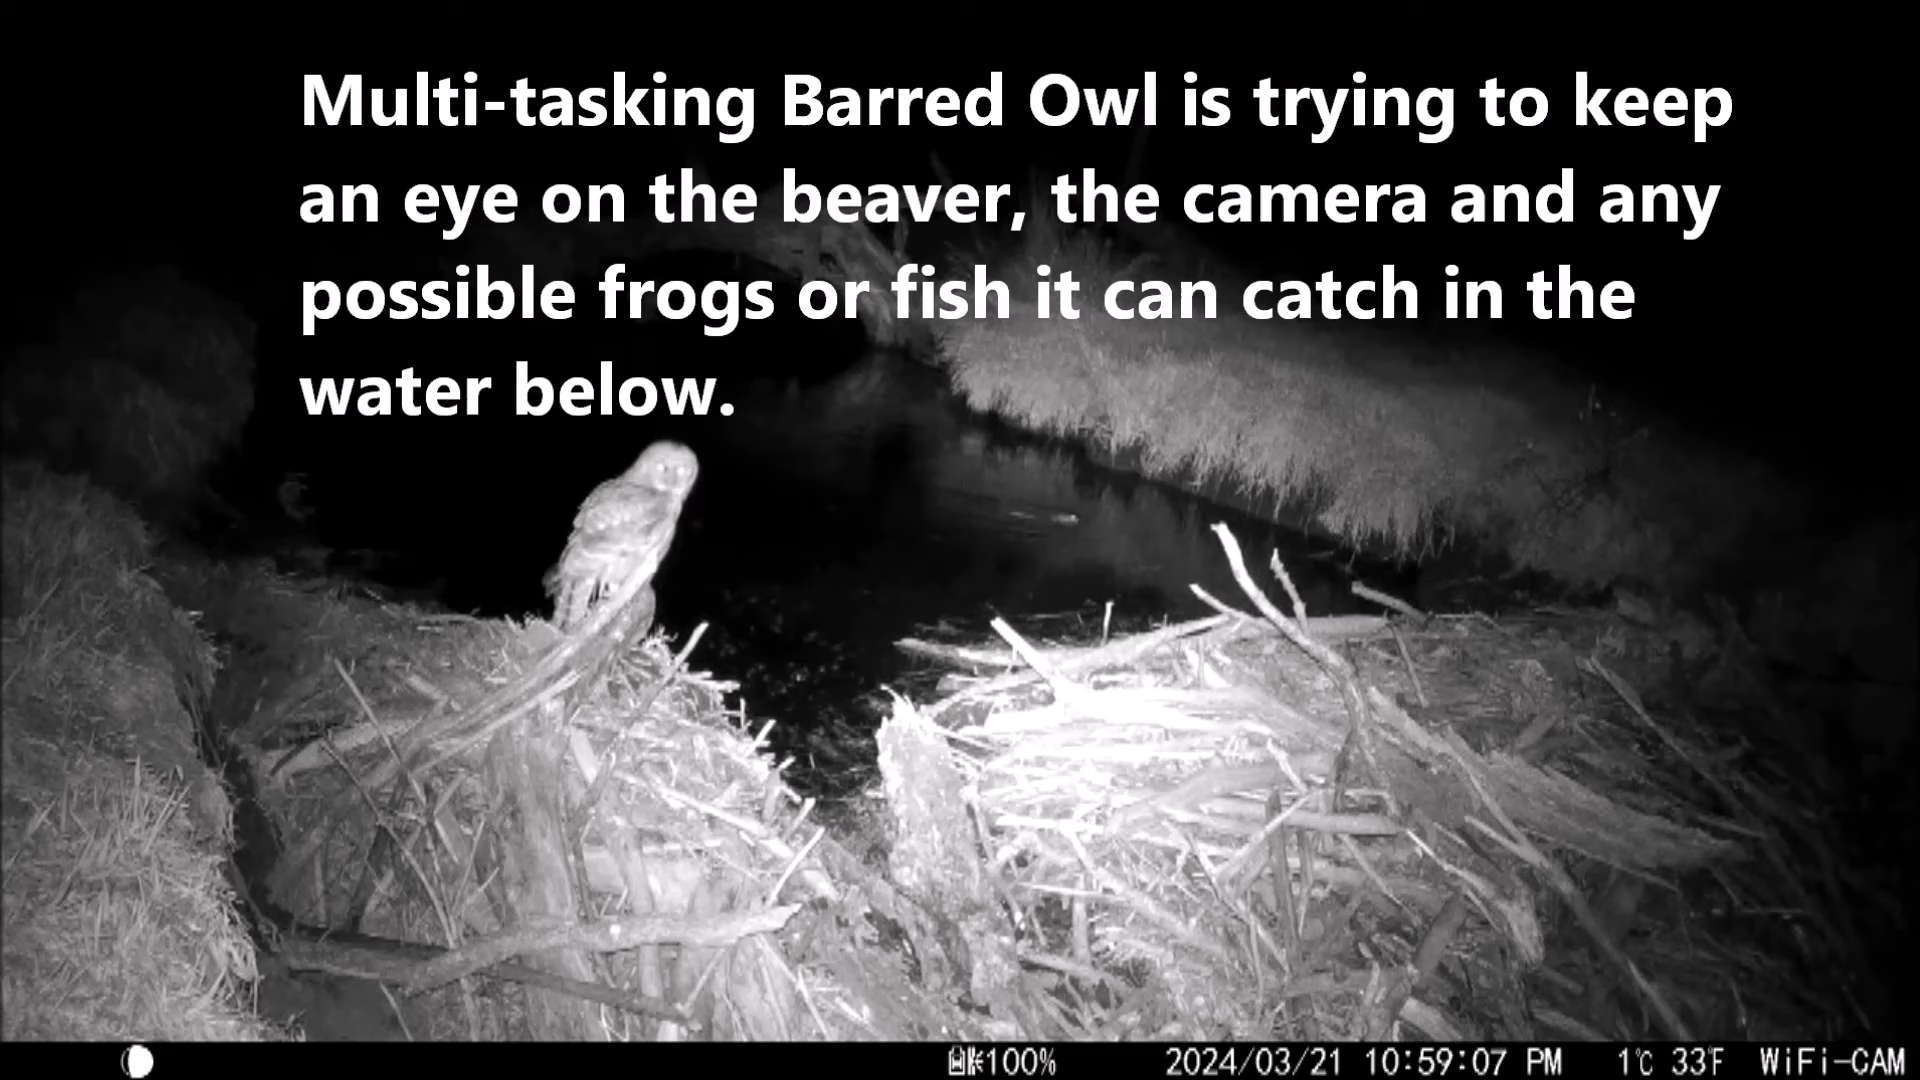 Multi-tasking Barred Owl is trying to keep
an eye on the beaver, the camera and any
possible frogs or fish it can catch in the
water below.
100% 2024/03/21 10:59:07 PM 1℃ 33℉ WiFi-CAM